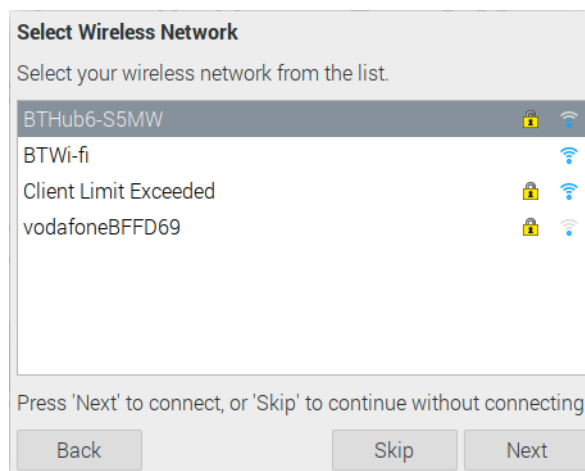 Select Wireless Network
Select your wireless network from the list.
BTHub6-S5MW
BTWi-fi
Client Limit Exceeded
vodafoneBFFD69
Press 'Next' to connect, or 'Skip' to continue without connecting
Back Skip Next